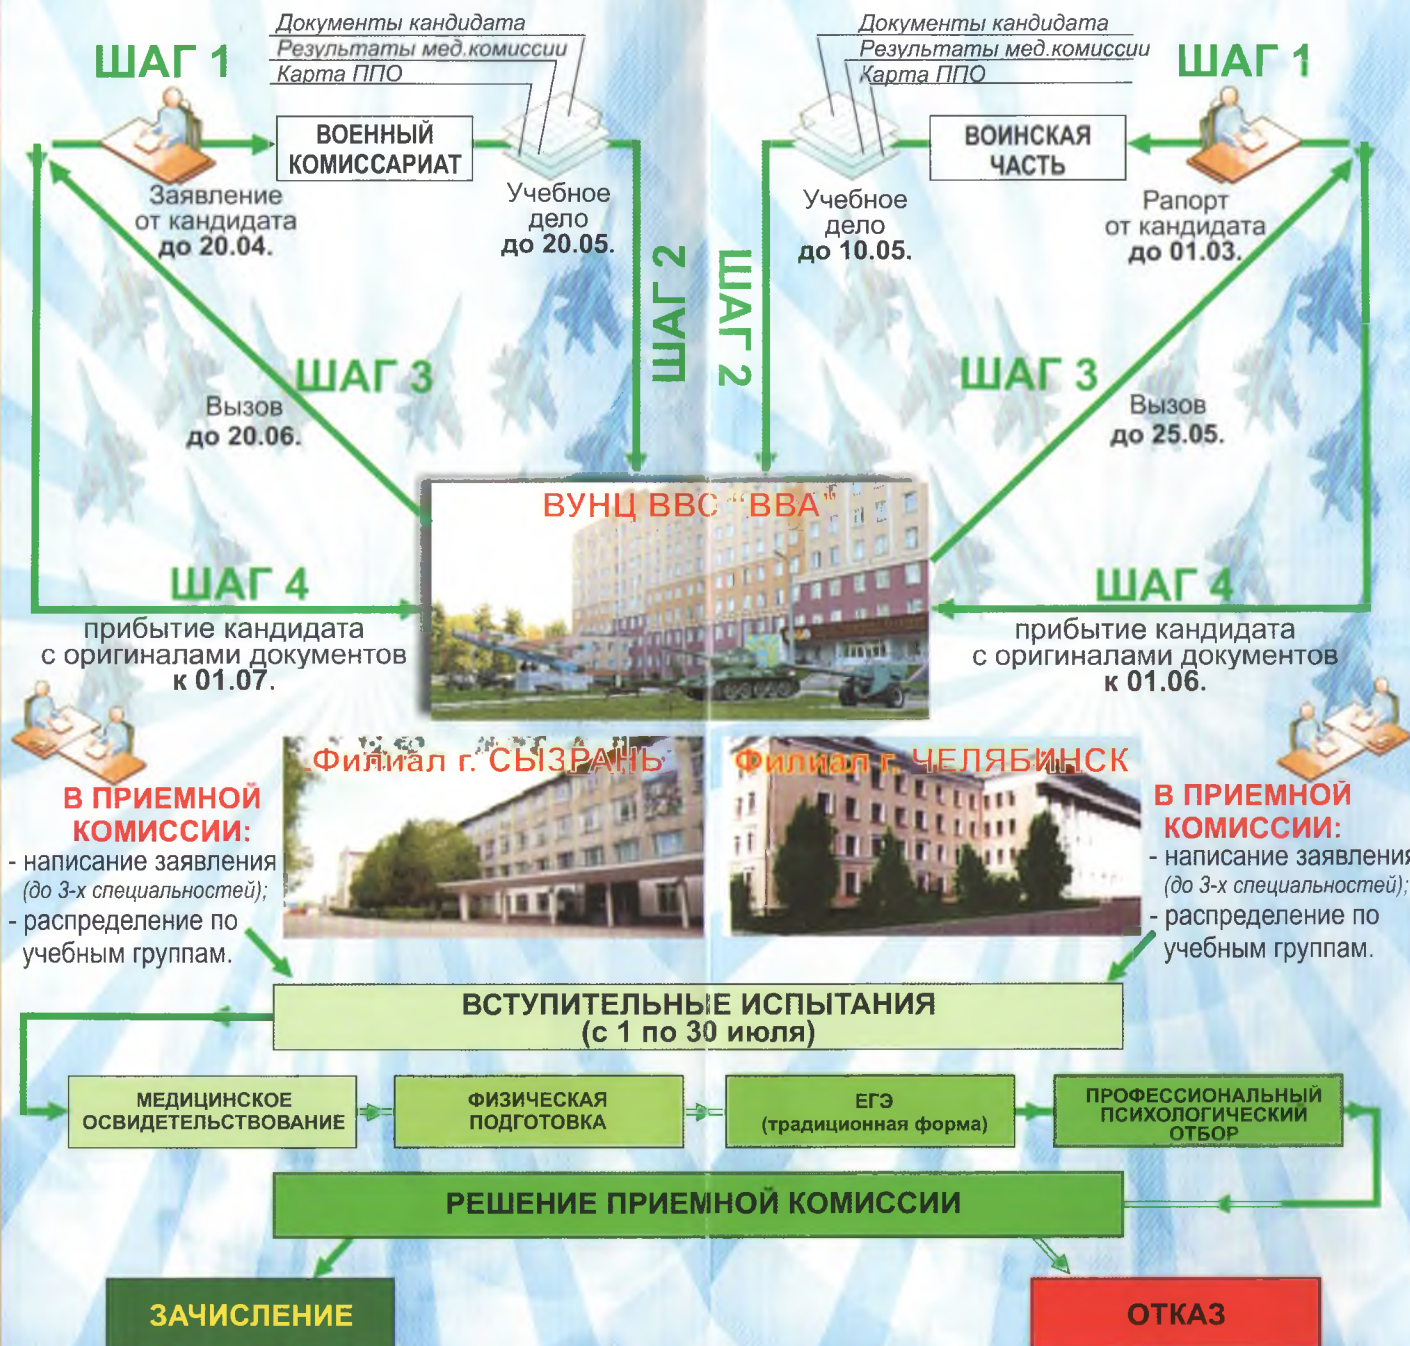 ШАГ 1
Документы кандидата
Результаты мед.комиссии
Карта ППО
ВОЕННЫЙ
КОМИССАРИАТ
Заявление
от кандидата
до 20.04.
Учебное
дело
до 20.05.
ШАГ 2
ШАГ 3
Вызов
до 20.06.
ШАГ 4
прибытие кандидата
с оригиналами документов
к 01.07.
Документы кандидата
Результаты мед.комиссии
Карта ППО
ШАГ 1
ВОИНСКАЯ
ЧАСТЬ
Учебное
дело
до 10.05.
Рапорт
от кандидата
до 01.03.
ШАГ 2
ШАГ 3
Вызов
до 25.05.
ШАГ 4
прибытие кандидата
с оригиналами документов
к 01.06.
ВУНЦ ВВС "ВВА"
Филиал г. СЫЗРАНЬ
Филиал г. ЧЕЛЯБИНСК
В ПРИЕМНОЙ
КОМИССИИ:
- написание заявления
(до 3-х специальностей);
- распределение по
учебным группам.
В ПРИЕМНОЙ
КОМИССИИ:
- написание заявления
(до 3-х специальностей);
- распределение по
учебным группам.
ВСТУПИТЕЛЬНЫЕ ИСПЫТАНИЯ
(с 1 по 30 июля)
МЕДИЦИНСКОЕ
ОСВИДЕТЕЛЬСТВОВАНИЕ
ФИЗИЧЕСКАЯ
ПОДГОТОВКА
ЕГЭ
(традиционная форма)
ПРОФЕССИОНАЛЬНЫЙ
ПСИХОЛОГИЧЕСКИЙ
ОТБОР
РЕШЕНИЕ ПРИЕМНОЙ КОМИССИИ
ЗАЧИСЛЕНИЕ
ОТКАЗ